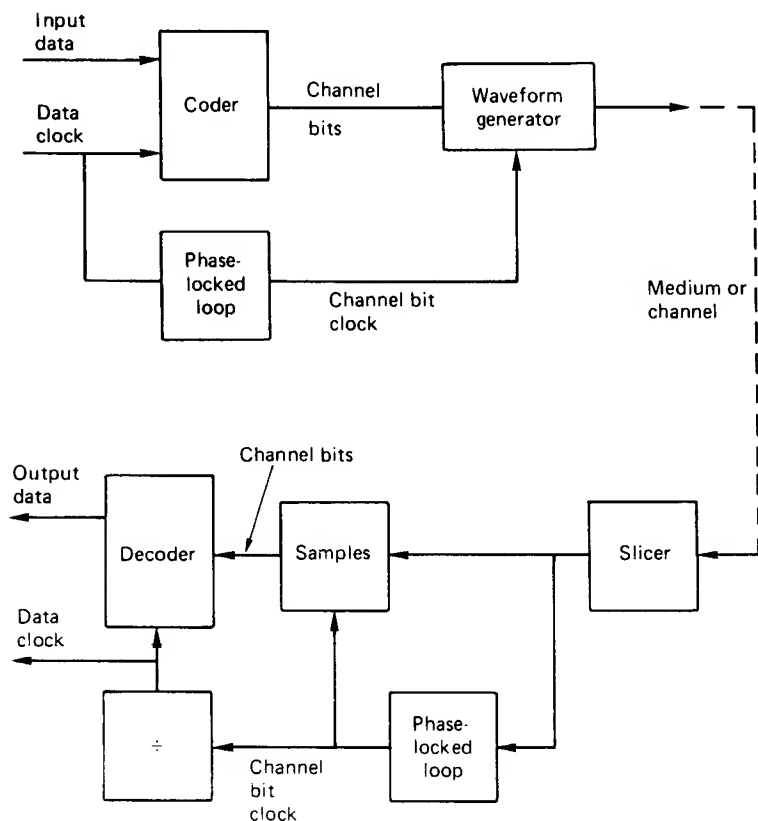 Input
data
Data
clock
Coder
Channel
bits
Waveform
generator
Phase-
locked
loop
Channel bit
clock
Medium or
channel
Channel bits
Output
data
Decoder
Samples
Slicer
Data
clock
÷
Channel
bit
clock
Phase-
locked
loop